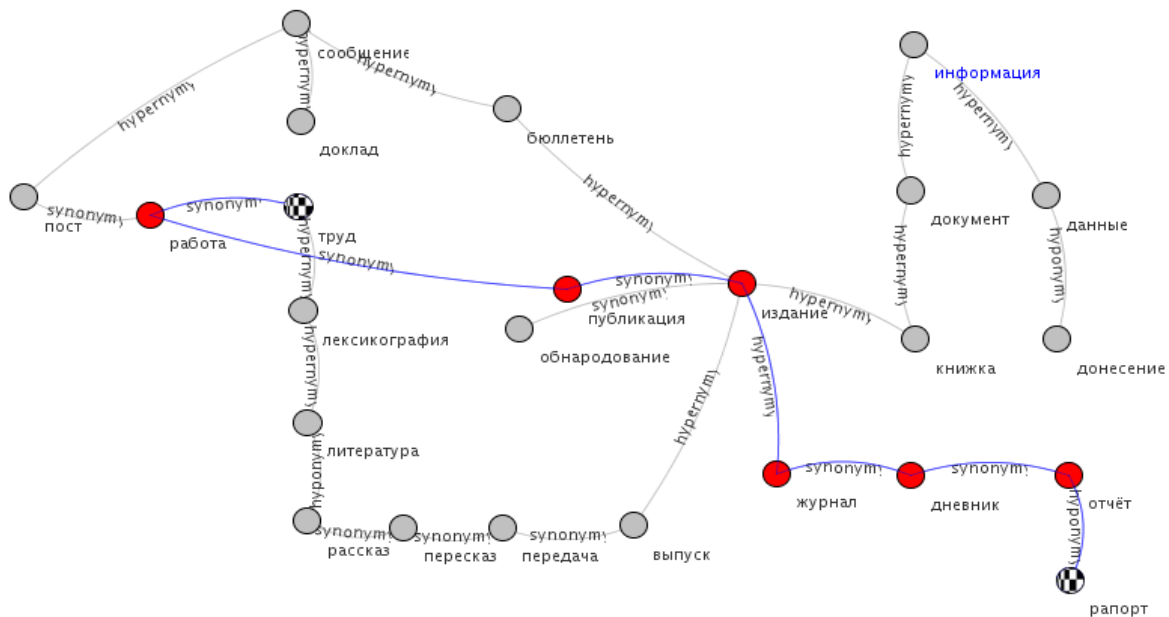 сообщение
hypernymy
hypernymy
hypernymy
информация
hypernymy
hypernymy
доклад
бюллетень
hypernymy
synonymy
пост
synonymy
работа
труд
hypernymy
synonymy
документ
данные
hypernymy
hyponymy
synonymy
synonymy
публикация
издание
hypernymy
обнародование
лексикография
hypernymy
hypernymy
книжка
донесение
hypernymy
литература
hyponymy
synonymy
synonymy
журнал
дневник
отчёт
hyponymy
synonymy
рассказ
synonymy
пересказ
synonymy
передача
выпуск
рапорт